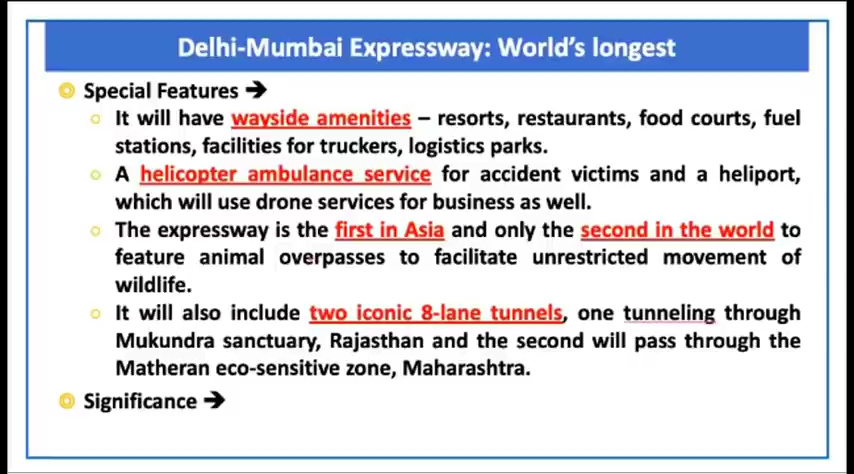 Delhi-Mumbai Expressway: World's longest
Special Features →
It will have wayside amenities – resorts, restaurants, food courts, fuel
stations, facilities for truckers, logistics parks.
A helicopter ambulance service for accident victims and a heliport,
which will use drone services for business as well.
The expressway is the first in Asia and only the second in the world to
feature animal overpasses to facilitate unrestricted movement of
wildlife.
It will also include two iconic 8-lane tunnels, one tunneling through
Mukundra sanctuary, Rajasthan and the second will pass through the
Matheran eco-sensitive zone, Maharashtra.
Significance →